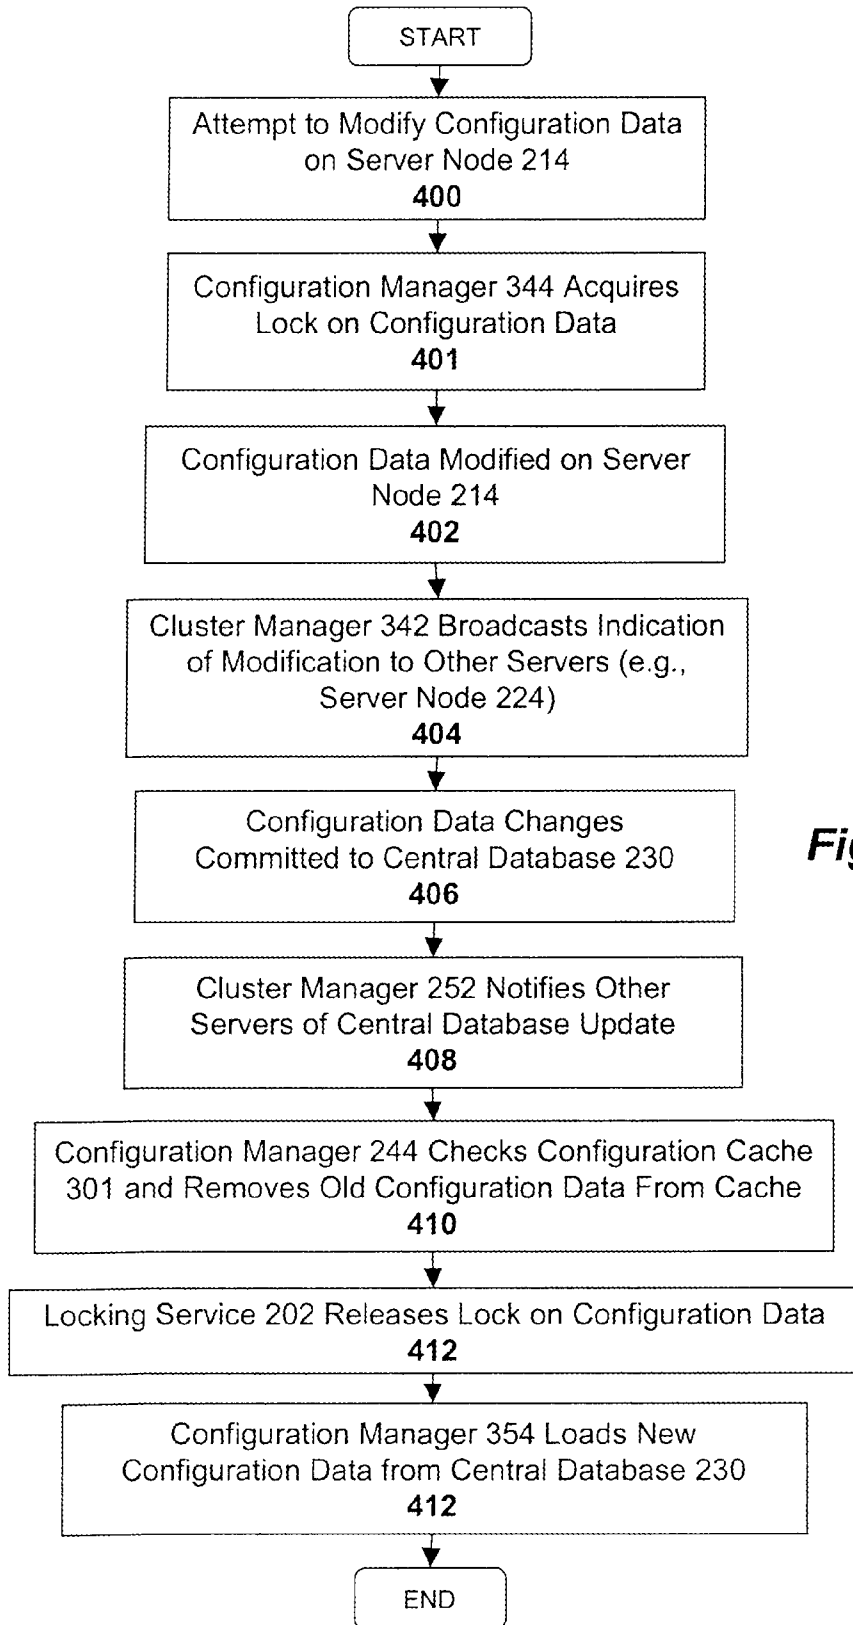 START
Attempt to Modify Configuration Data
on Server Node 214
400
Configuration Manager 344 Acquires
Lock on Configuration Data
401
Configuration Data Modified on Server
Node 214
402
Cluster Manager 342 Broadcasts Indication
of Modification to Other Servers (e.g.,
Server Node 224)
404
Configuration Data Changes
Committed to Central Database 230
406
Cluster Manager 252 Notifies Other
Servers of Central Database Update
408
Configuration Manager 244 Checks Configuration Cache
301 and Removes Old Configuration Data From Cache
410
Locking Service 202 Releases Lock on Configuration Data
412
Configuration Manager 354 Loads New
Configuration Data from Central Database 230
412
END